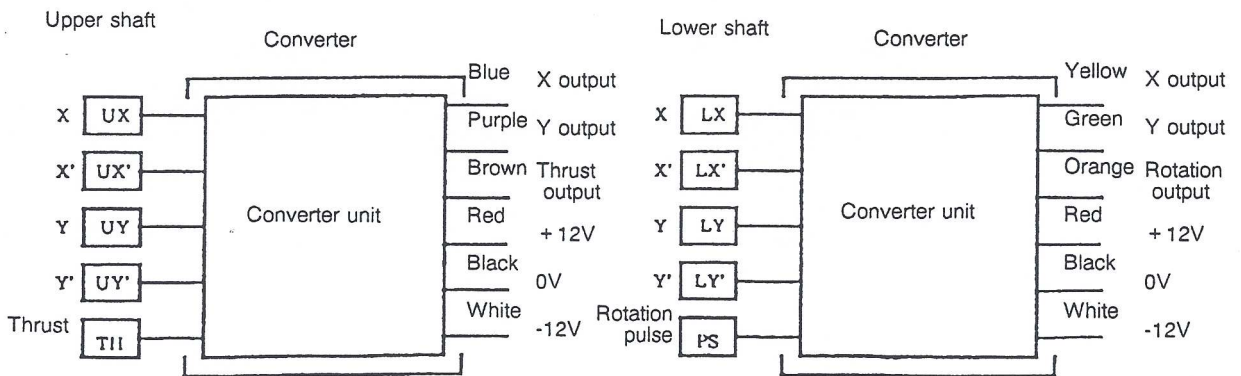 Upper shaft
Converter
X UX
X' UX'
Y UY
Y' UY'
Thrust TH
Converter unit
Blue X output
Purple Y output
Brown Thrust output
Red +12V
Black 0V
White -12V
Lower shaft
Converter
X LX
X' LX'
Y LY
Y' LY'
Rotation pulse PS
Converter unit
Yellow X output
Green Y output
Orange Rotation output
Red +12V
Black 0V
White -12V